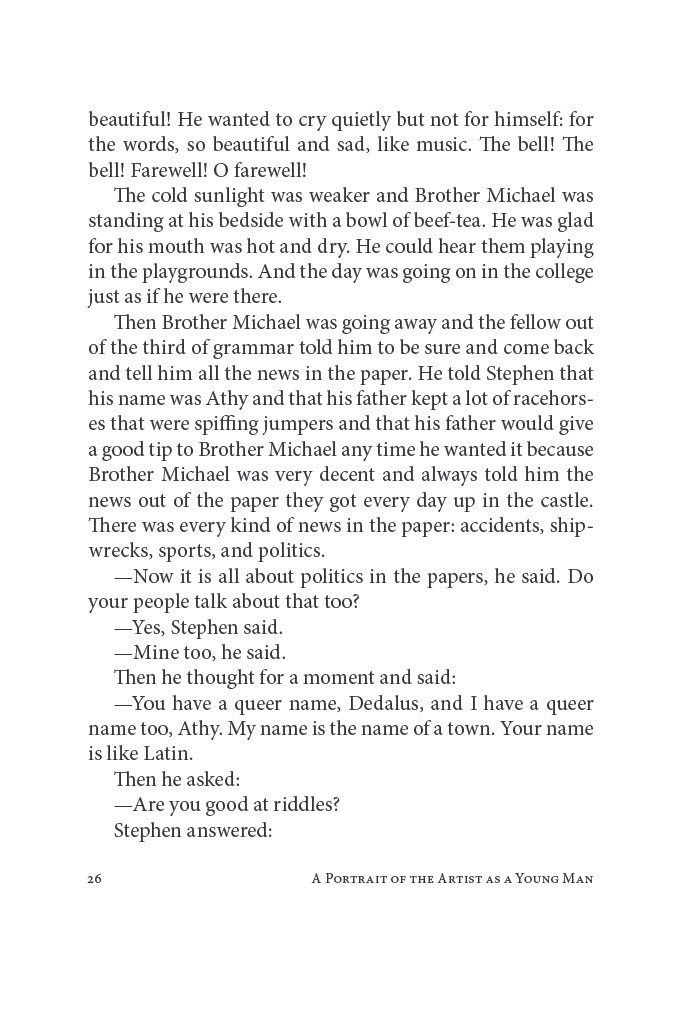 beautiful! He wanted to cry quietly but not for himself: for
the words, so beautiful and sad, like music. The bell! The
bell! Farewell! O farewell!
The cold sunlight was weaker and Brother Michael was
standing at his bedside with a bowl of beef-tea. He was glad
for his mouth was hot and dry. He could hear them playing
in the playgrounds. And the day was going on in the college
just as if he were there.
Then Brother Michael was going away and the fellow out
of the third of grammar told him to be sure and come back
and tell him all the news in the paper. He told Stephen that
his name was Athy and that his father kept a lot of racehors-
es that were spiffing jumpers and that his father would give
a good tip to Brother Michael any time he wanted it because
Brother Michael was very decent and always told him the
news out of the paper they got every day up in the castle.
There was every kind of news in the paper: accidents, ship-
wrecks, sports, and politics.
—Now it is all about politics in the papers, he said. Do
your people talk about that too?
—Yes, Stephen said.
—Mine too, he said.
Then he thought for a moment and said:
—You have a queer name, Dedalus, and I have a queer
name too, Athy. My name is the name of a town. Your name
is like Latin.
Then he asked:
—Are you good at riddles?
Stephen answered:
26 A Portrait of the Artist as a Young Man